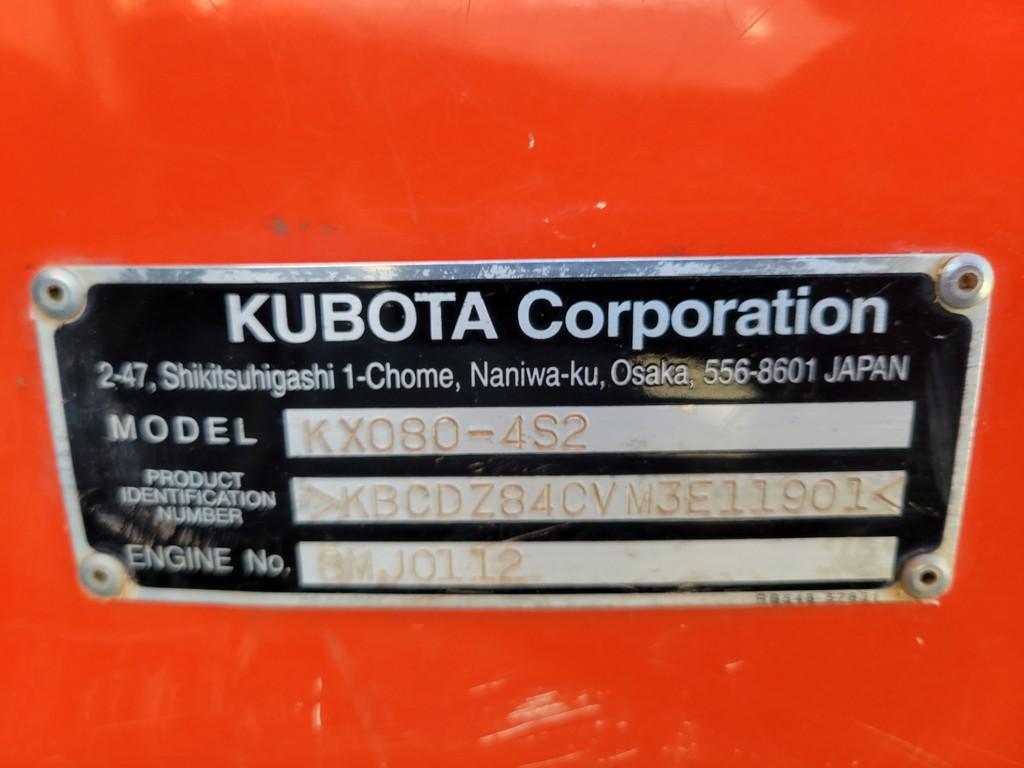 KUBOTA Corporation
2-47, Shikitsuhigashi 1-Chome, Naniwa-ku, Osaka, 556-8601 JAPAN
MODEL KX080-4S2
PRODUCT
IDENTIFICATION
NUMBER
>KBCDZ84CVM3E11901<
ENGINE No. 8MJ0112